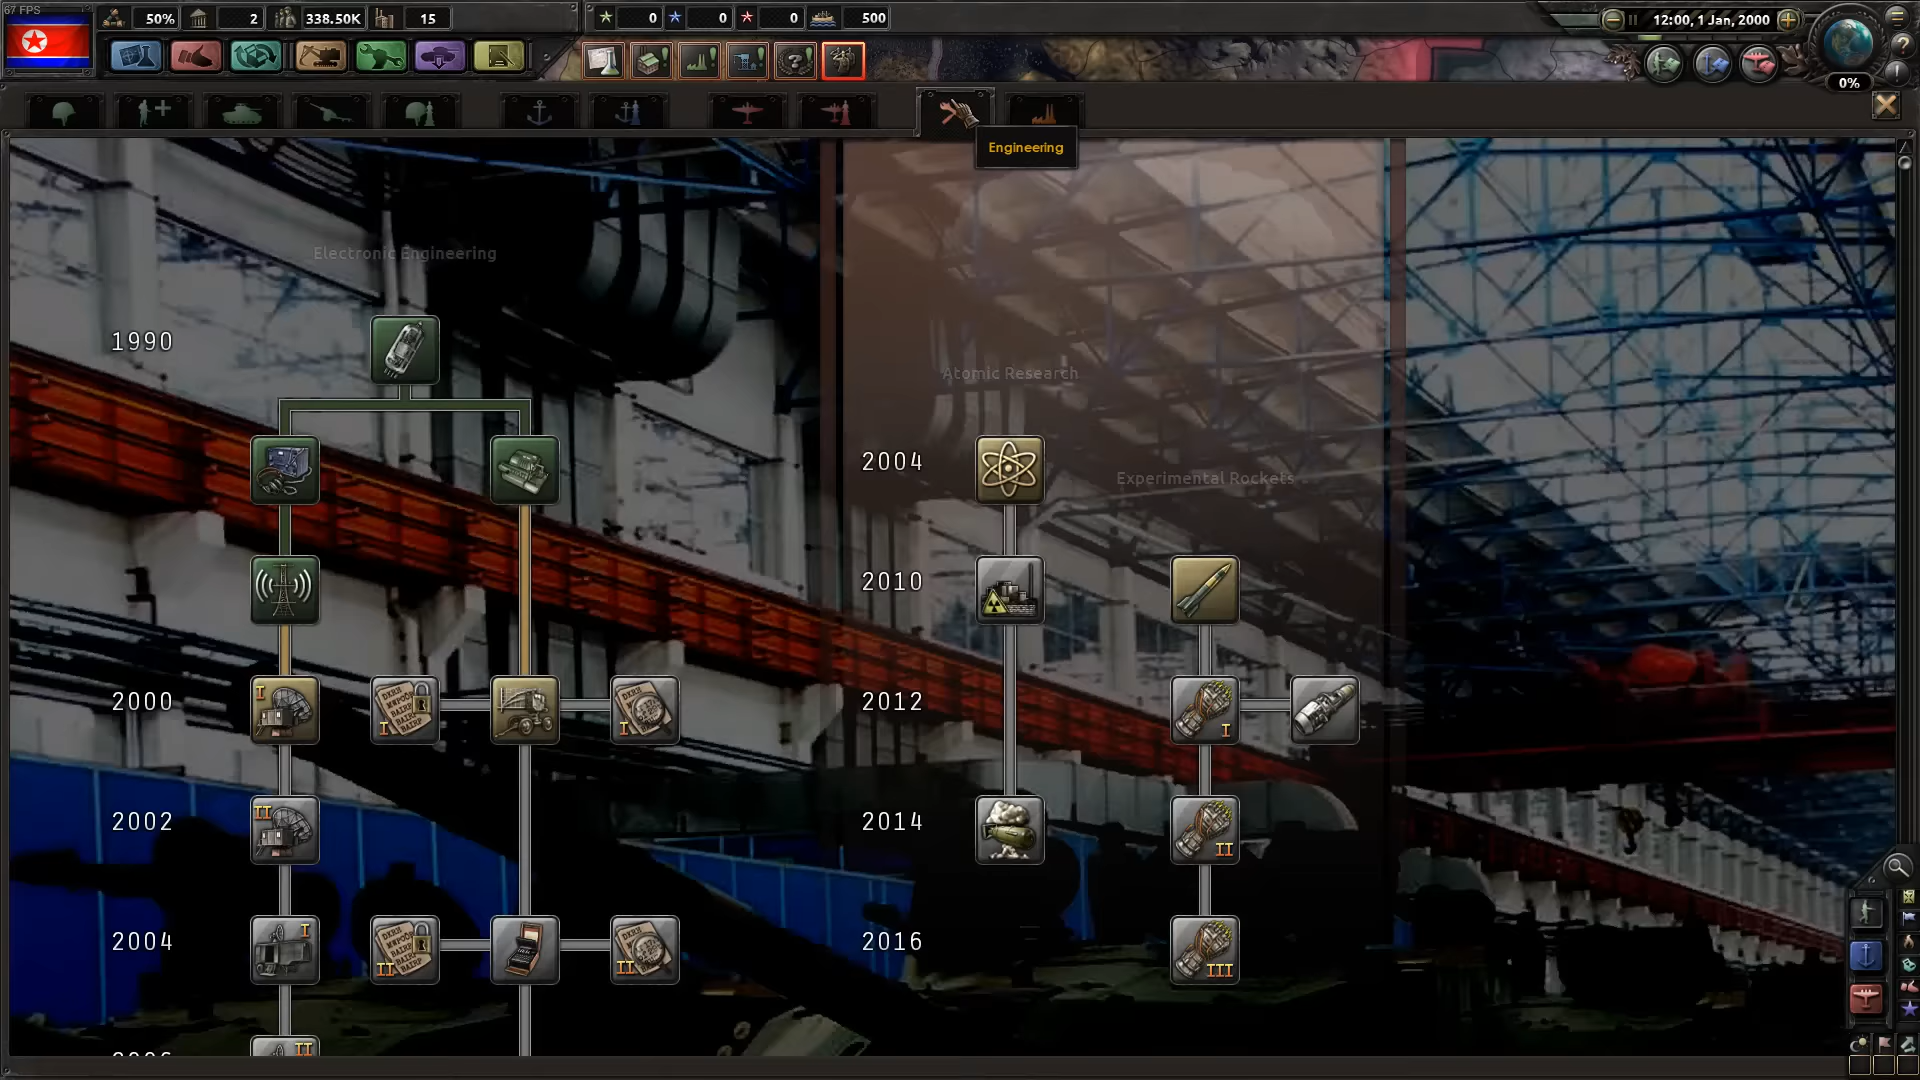 67 FPS
50%
2
338.50K
15
0
0
0
500
12:00, 1 Jan, 2000
0%
Engineering
Electronic Engineering
1990
Atomic Research
2004
Experimental Rockets
2010
2000
I
I
I
2012
I
2002
II
2014
II
2004
I
II
II
2016
III
II